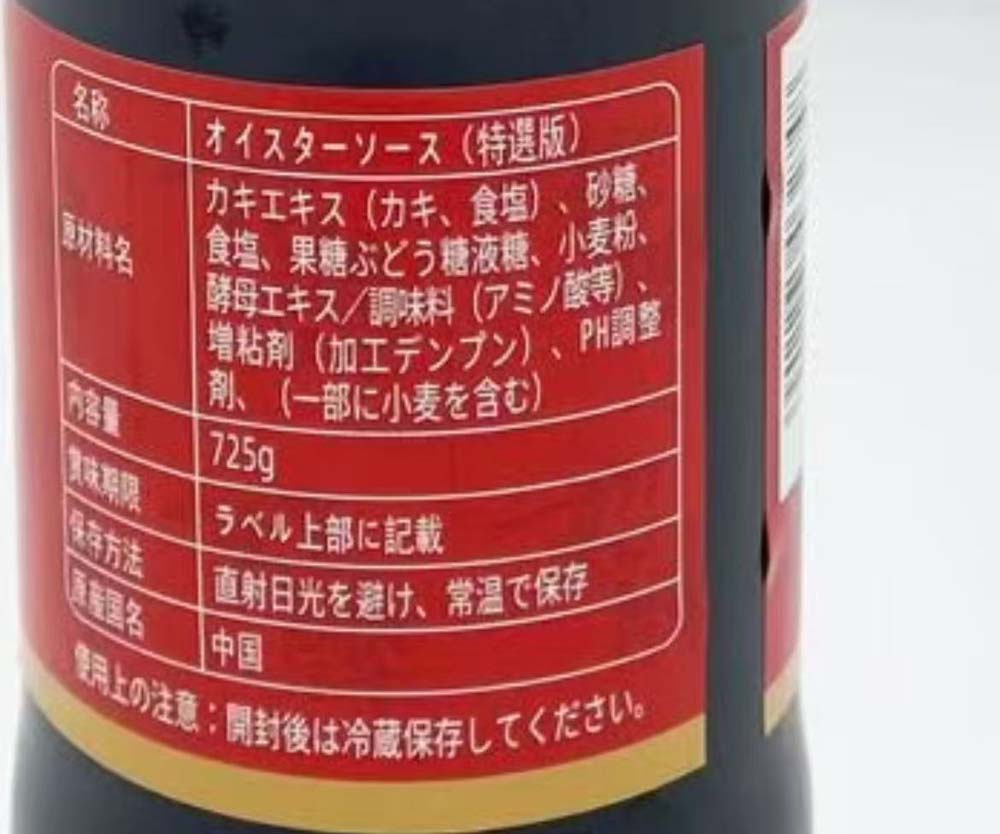 名称 オイスターソース（特選版）
原材料名 カキエキス（カキ、食塩）、砂糖、
食塩、果糖ぶどう糖液糖、小麦粉、
酵母エキス／調味料（アミノ酸等）、
増粘剤（加工デンプン）、PH調整
剤、（一部に小麦を含む）
内容量 725g
賞味期限 ラベル上部に記載
保存方法 直射日光を避け、常温で保存
原産国名 中国
使用上の注意：開封後は冷蔵保存してください。